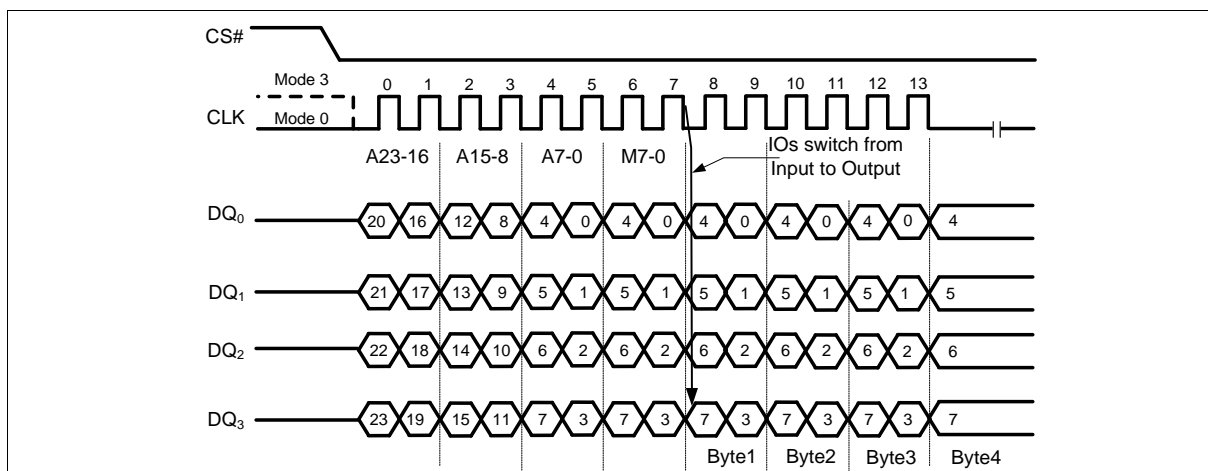 CS#
Mode 3
CLK
Mode 0
0 1 2 3 4 5 6 7 8 9 10 11 12 13
IOs switch from
Input to Output
A23-16 A15-8 A7-0 M7-0
DQ0 20 16 12 8 4 0 4 0 4 0 4 0 4 0 4
DQ1 21 17 13 9 5 1 5 1 5 1 5 1 5 1 5
DQ2 22 18 14 10 6 2 6 2 6 2 6 2 6 2 6
DQ3 23 19 15 11 7 3 7 3 7 3 7 3 7 3 7
Byte1 Byte2 Byte3 Byte4